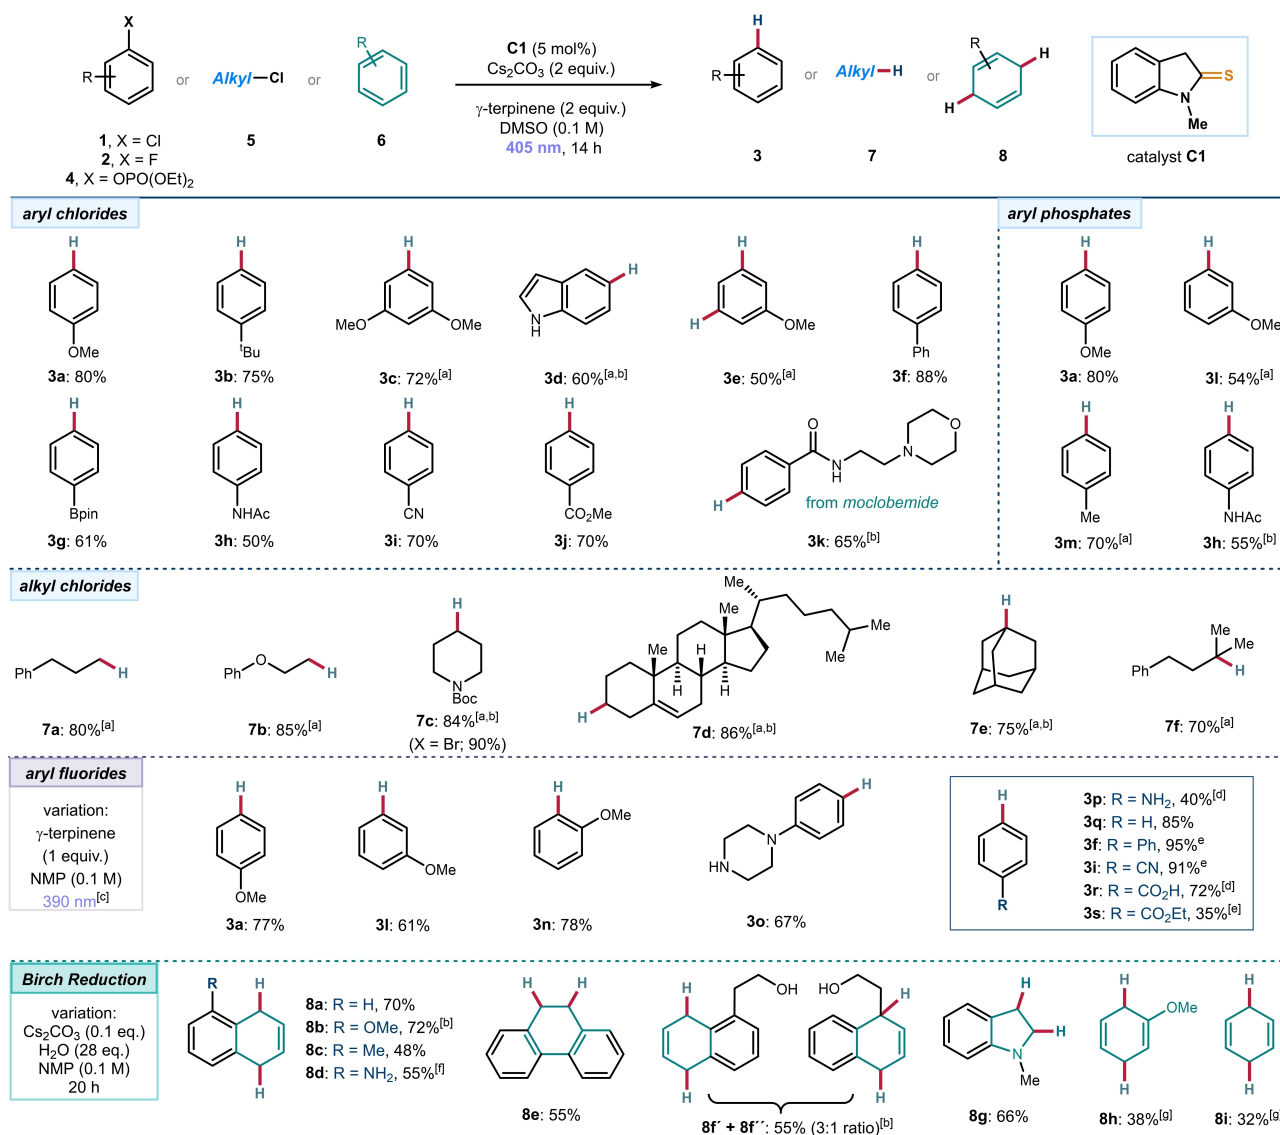 X
R
or
Alkyl—Cl
or
R
C1 (5 mol%)
Cs2CO3 (2 equiv.)
γ-terpinene (2 equiv.)
DMSO (0.1 M)
405 nm, 14 h
H
R
or
Alkyl—H
or
R
H
H
S
N
Me
1, X = Cl
2, X = F
4, X = OPO(OEt)2
5
6
3
7
8
catalyst C1
aryl chlorides
aryl phosphates
H
OMe
H
tBu
H
MeO
OMe
H
N
H
H
H
OMe
H
Ph
H
OMe
H
OMe
3a: 80%
3b: 75%
3c: 72%[a]
3d: 60%[a,b]
3e: 50%[a]
3f: 88%
3a: 80%
3l: 54%[a]
H
Bpin
H
NHAc
H
CN
H
CO2Me
H
O
N
H
N
O
from moclobemide
H
Me
H
NHAc
3g: 61%
3h: 50%
3i: 70%
3j: 70%
3k: 65%[b]
3m: 70%[a]
3h: 55%[b]
alkyl chlorides
Ph
H
Ph
O
H
H
N
Boc
Me
Me
Me
Me
Me
H
H
H
H
H
Ph
Me
Me
H
7a: 80%[a]
7b: 85%[a]
7c: 84%[a,b]
(X = Br; 90%)
7d: 86%[a,b]
7e: 75%[a,b]
7f: 70%[a]
aryl fluorides
variation:
γ-terpinene
(1 equiv.)
NMP (0.1 M)
390 nm[c]
H
OMe
H
OMe
H
OMe
HN
N
H
H
R
3p: R = NH2, 40%[d]
3q: R = H, 85%
3f: R = Ph, 95%e
3i: R = CN, 91%e
3r: R = CO2H, 72%[d]
3s: R = CO2Et, 35%[e]
3a: 77%
3l: 61%
3n: 78%
3o: 67%
Birch Reduction
variation:
Cs2CO3 (0.1 eq.)
H2O (28 eq.)
NMP (0.1 M)
20 h
R
H
H
8a: R = H, 70%
8b: R = OMe, 72%[b]
8c: R = Me, 48%
8d: R = NH2, 55%[f]
H
H
H
OH
H
HO
H
H
H
H
N
Me
H
OMe
H
H
H
8e: 55%
8f´ + 8f´´: 55% (3:1 ratio)[b]
8g: 66%
8h: 38%[g]
8i: 32%[g]